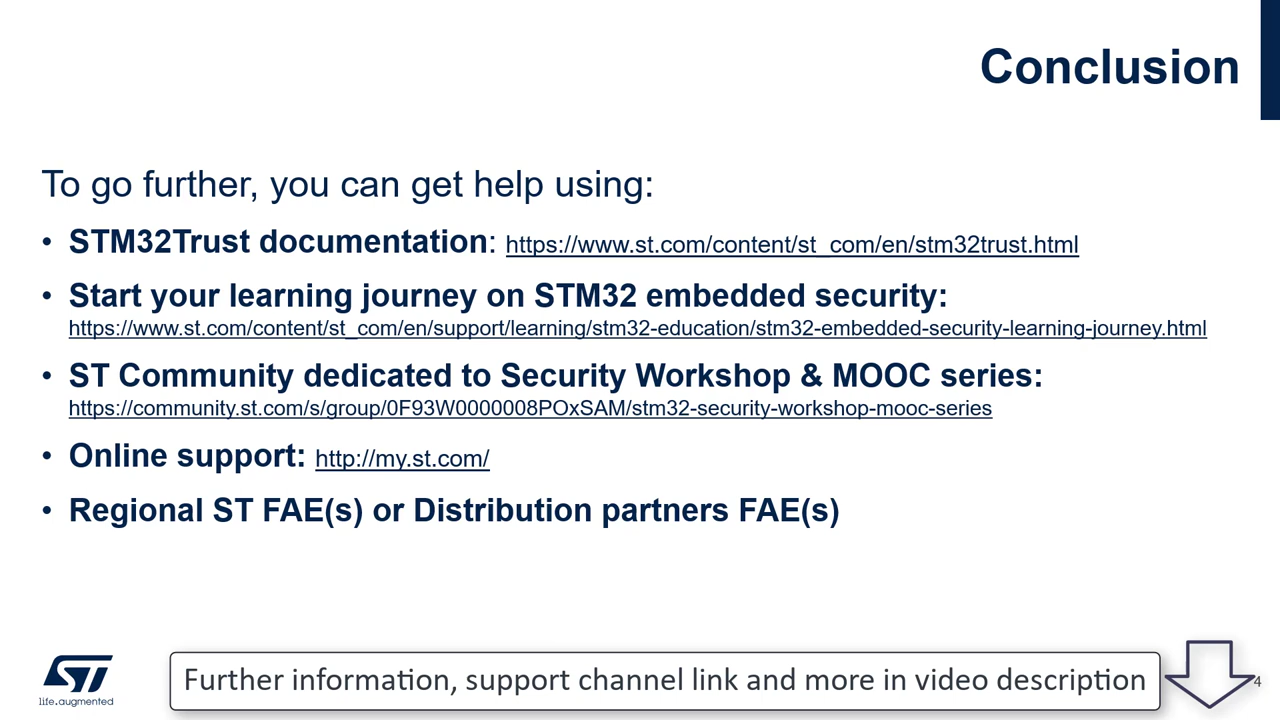 Conclusion
To go further, you can get help using:
• STM32Trust documentation: https://www.st.com/content/st_com/en/stm32trust.html
• Start your learning journey on STM32 embedded security:
https://www.st.com/content/st_com/en/support/learning/stm32-education/stm32-embedded-security-learning-journey.html
• ST Community dedicated to Security Workshop & MOOC series:
https://community.st.com/s/group/0F93W0000008POxSAM/stm32-security-workshop-mooc-series
• Online support: http://my.st.com/
• Regional ST FAE(s) or Distribution partners FAE(s)
ST
life.augmented
Further information, support channel link and more in video description
4